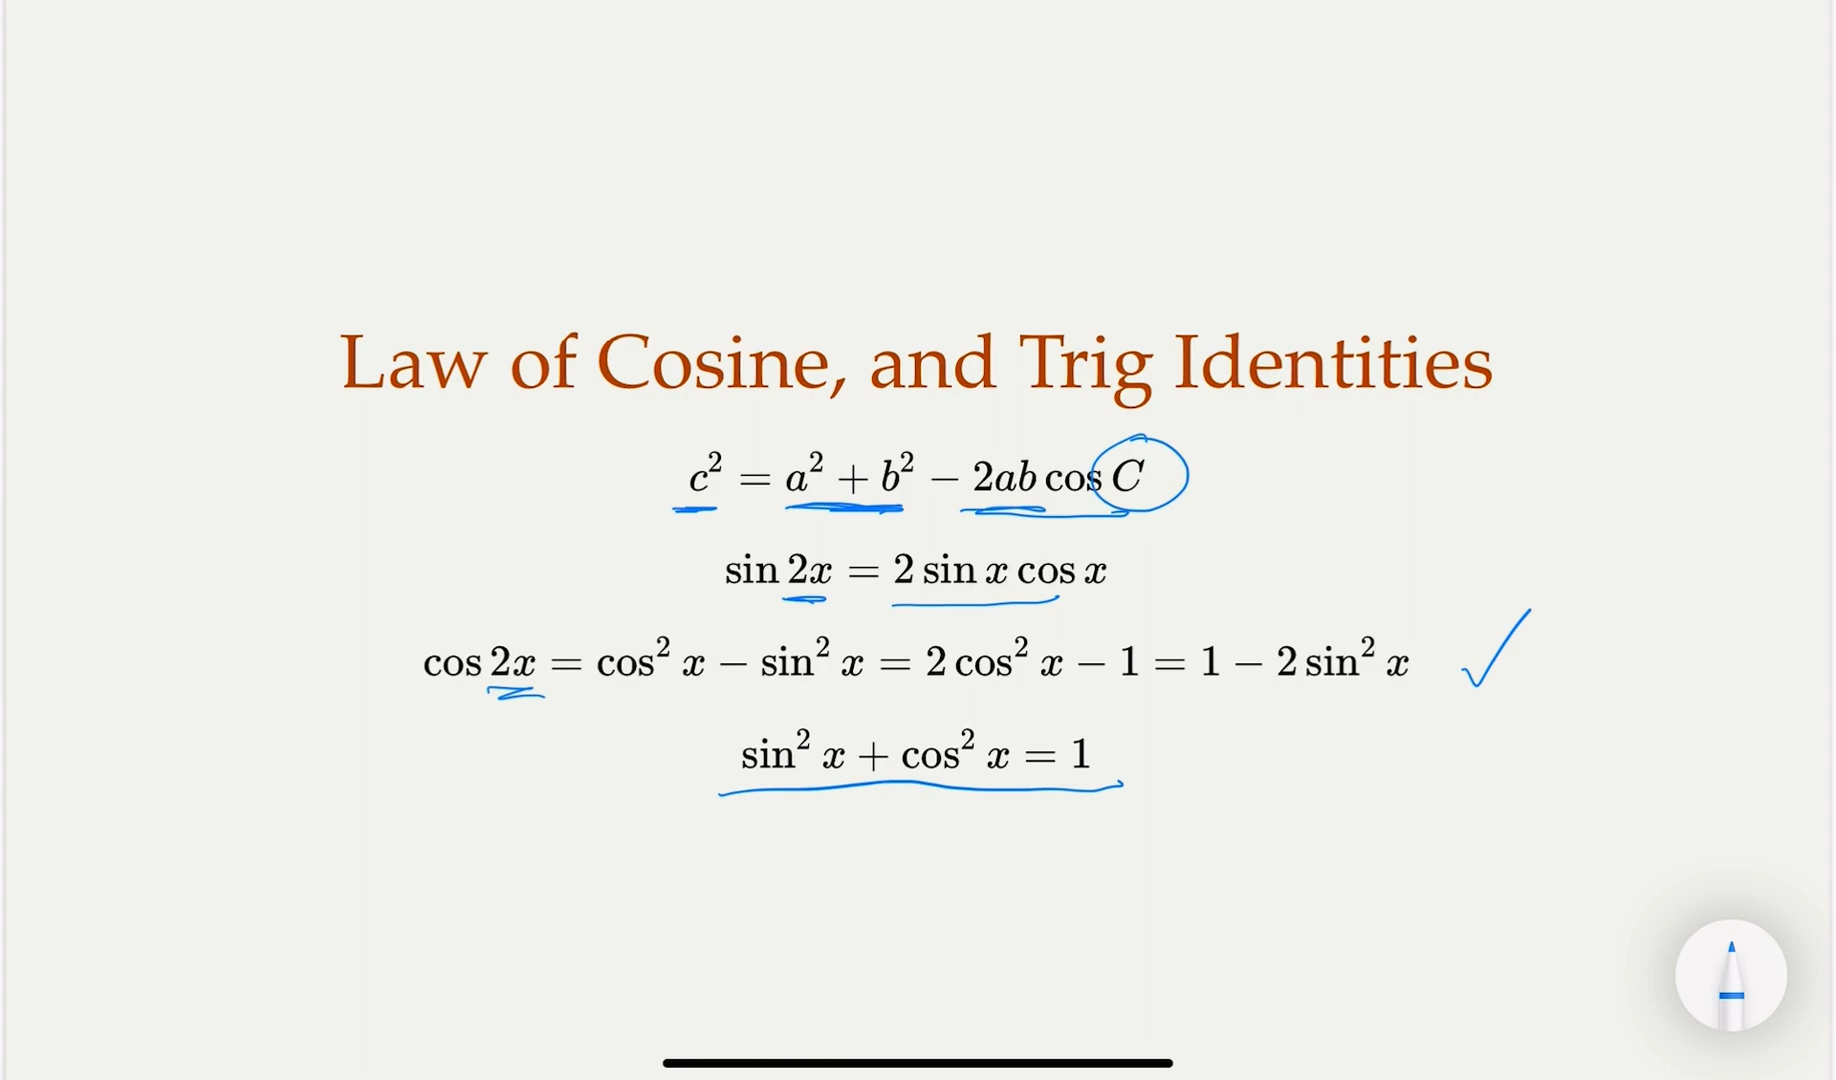 Law of Cosine, and Trig Identities
c² = a² + b² − 2ab cos C
sin 2x = 2 sin x cos x
cos 2x = cos² x − sin² x = 2 cos² x − 1 = 1 − 2 sin² x
sin² x + cos² x = 1